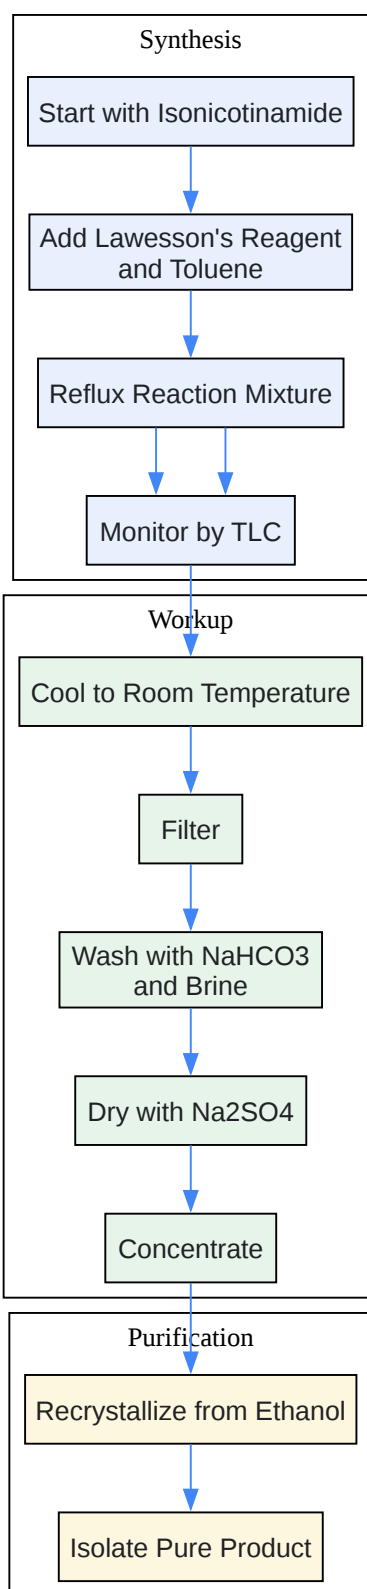 Synthesis
Start with Isonicotinamide
Add Lawesson's Reagent
and Toluene
Reflux Reaction Mixture
Monitor by TLC
Workup
Cool to Room Temperature
Filter
Wash with NaHCO3
and Brine
Dry with Na2SO4
Concentrate
Purification
Recrystallize from Ethanol
Isolate Pure Product